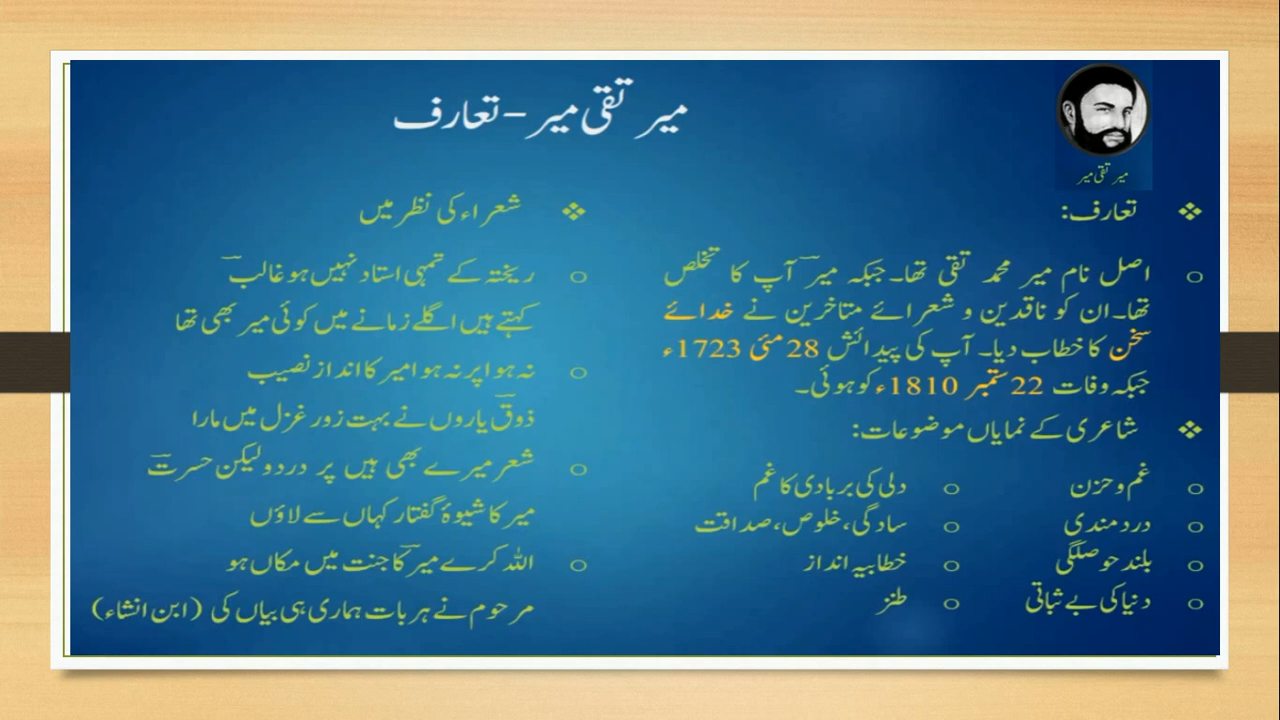 میر تقی میر – تعارف
میر تقی میر
❖ تعارف:
o اصل نام میر محمد تقی تھا۔ جبکہ میرؔ آپ کا تخلص
تھا۔ ان کو ناقدین و شعرائے متاخرین نے خدائے
سخن کا خطاب دیا۔ آپ کی پیدائش 28 مئی 1723ء
جبکہ وفات 22 ستمبر 1810ء کو ہوئی۔
❖ شاعری کے نمایاں موضوعات:
o غم و حزن
o درد مندی
o بلند حوصلگی
o دنیا کی بے ثباتی
o دلی کی بربادی کا غم
o سادگی، خلوص، صداقت
o خطابیہ انداز
o طنز
❖ شعراء کی نظر میں
o ریختہ کے تمہی استاد نہیں ہو غالبؔ
کہتے ہیں اگلے زمانے میں کوئی میر بھی تھا
o نہ ہوا پر نہ ہوا میر کا انداز نصیب
ذوقؔ یاروں نے بہت زور غزل میں مارا
o شعر میرے بھی ہیں پر درد ولیکن حسرتؔ
میر کا شیوۂ گفتار کہاں سے لاؤں
o اللہ کرے میرؔ کا جنت میں مکاں ہو
مرحوم نے ہر بات ہماری ہی بیاں کی (ابن انشاء)